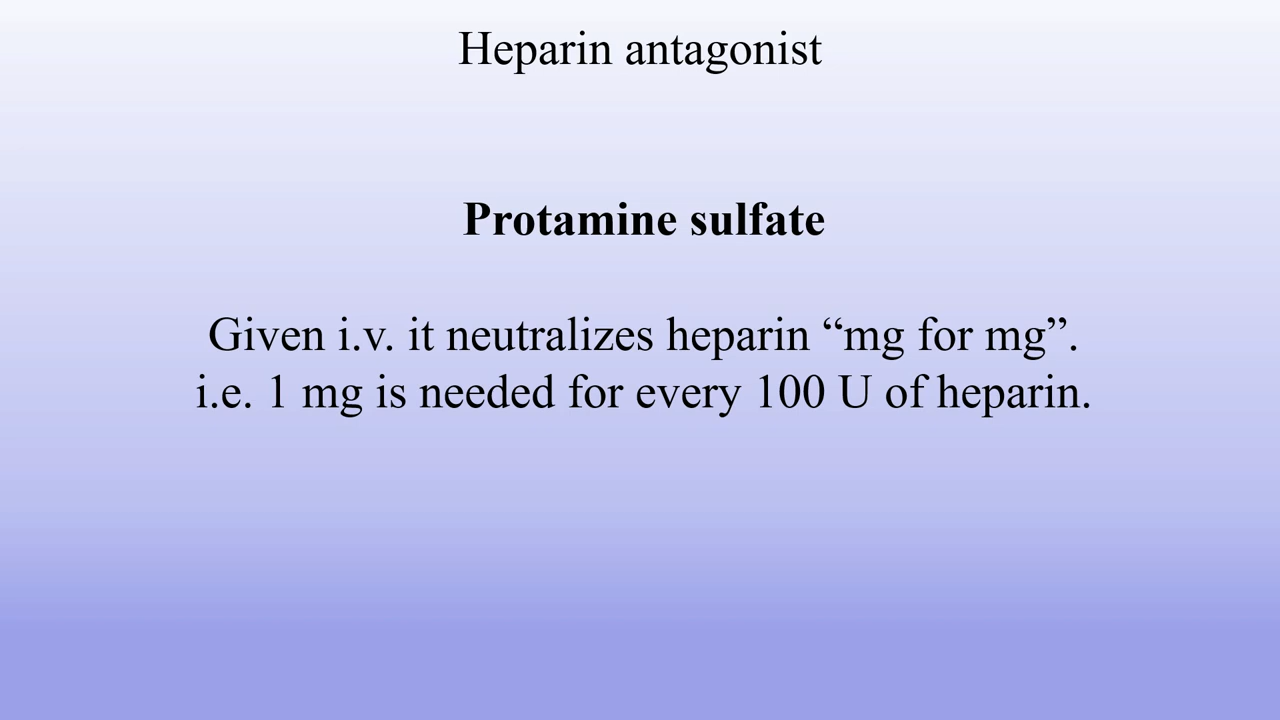 Heparin antagonist
Protamine sulfate
Given i.v. it neutralizes heparin “mg for mg”.
i.e. 1 mg is needed for every 100 U of heparin.